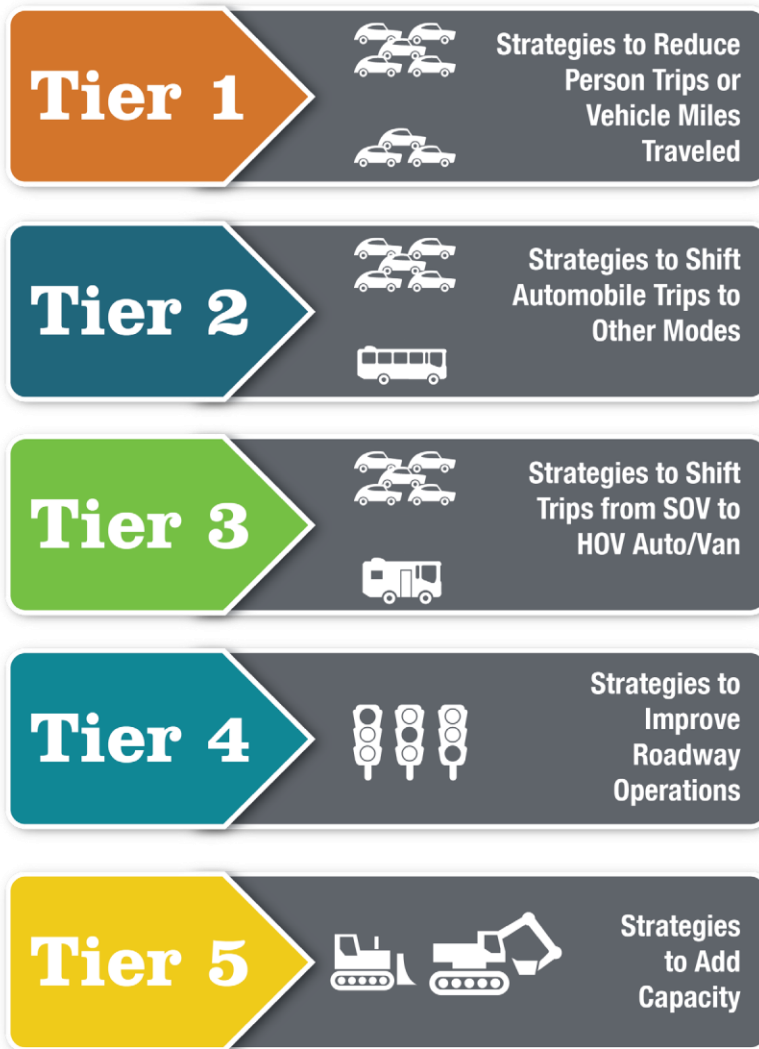 Tier 1
Strategies to Reduce
Person Trips or
Vehicle Miles
Traveled
Tier 2
Strategies to Shift
Automobile Trips to
Other Modes
Tier 3
Strategies to Shift
Trips from SOV to
HOV Auto/Van
Tier 4
Strategies to
Improve
Roadway
Operations
Tier 5
Strategies
to Add
Capacity